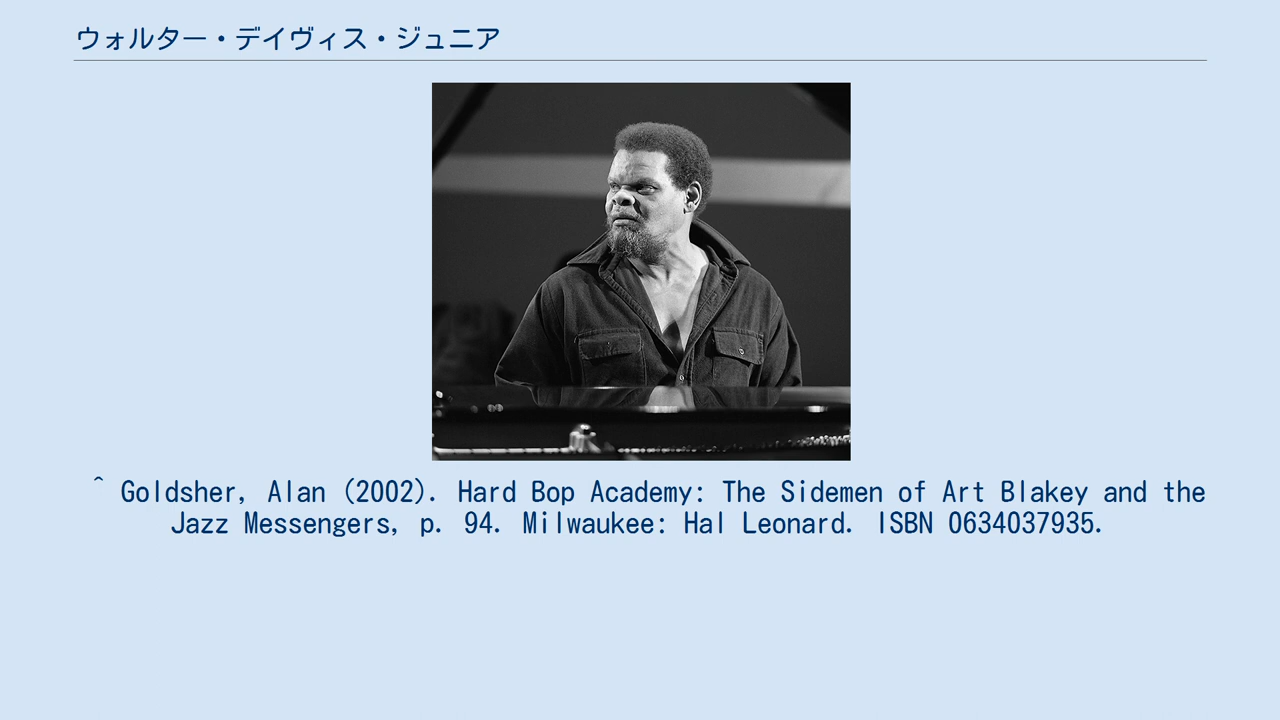 ウォルター・デイヴィス・ジュニア
^ Goldsher, Alan (2002). Hard Bop Academy: The Sidemen of Art Blakey and the
Jazz Messengers, p. 94. Milwaukee: Hal Leonard. ISBN 0634037935.